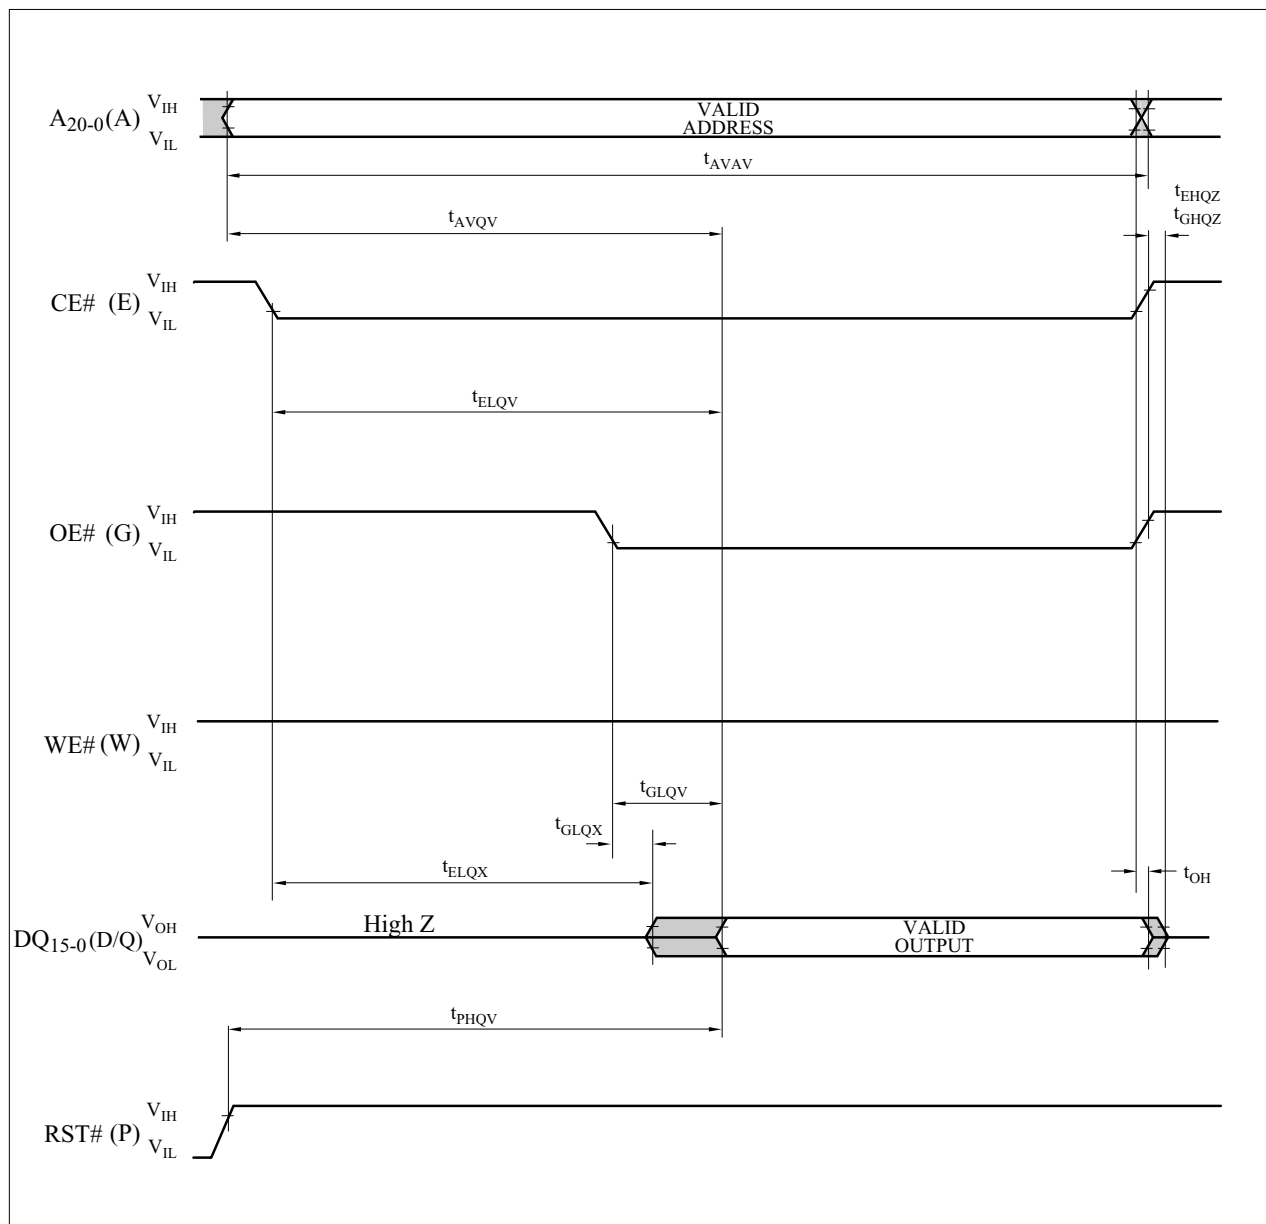 A20-0(A) VIH VIL VALID ADDRESS
tAVAV
tEHQZ
tGHQZ
tAVQV
CE# (E) VIH VIL
tELQV
OE# (G) VIH VIL
WE# (W) VIH VIL
tGLQV
tGLQX
tELQX
tOH
DQ15-0(D/Q) VOH VOL High Z VALID OUTPUT
tPHQV
RST# (P) VIH VIL